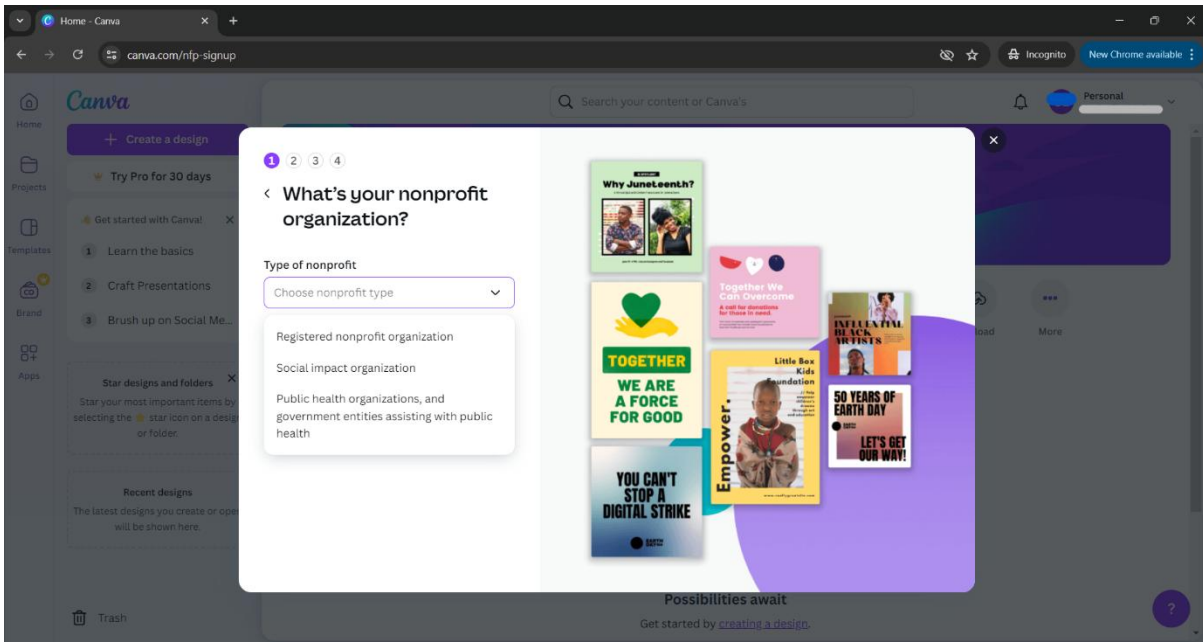 Home - Canva
canva.com/nfp-signup
Incognito
New Chrome available
Home
Projects
Templates
Brand
Apps
Canva
+ Create a design
Try Pro for 30 days
Get started with Canva!
1 Learn the basics
2 Craft Presentations
3 Brush up on Social Me...
Star designs and folders
Star your most important items by
selecting the star icon on a design
or folder.
Recent designs
The latest designs you create or open
will be shown here.
Trash
Search your content or Canva's
Personal
1 2 3 4
What's your nonprofit
organization?
Type of nonprofit
Choose nonprofit type
Registered nonprofit organization
Social impact organization
Public health organizations, and
government entities assisting with public
health
Why Juneteenth?
TOGETHER
WE ARE
A FORCE
FOR GOOD
YOU CAN'T
STOP A
DIGITAL STRIKE
EARTH
Together We
Can Overcome
A call for donations
for those in need.
Little Box
Kids
Foundation
Empower.
INFLUENTIAL
BLACK
ARTISTS
50 YEARS OF
EARTH DAY
LET'S GET
OUR WAY!
More
Possibilities await
Get started by creating a design.
?